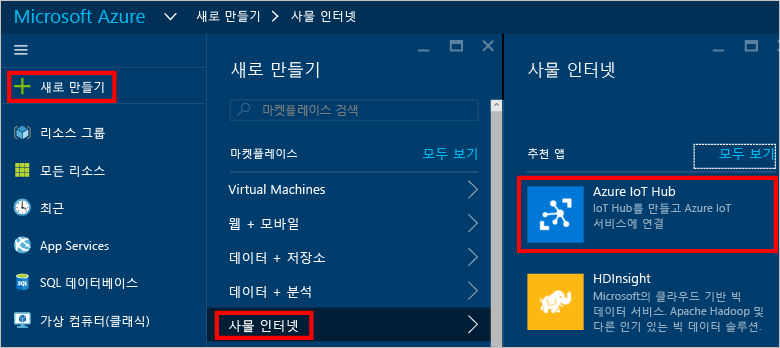 Microsoft Azure 새로 만들기 > 사물 인터넷
새로 만들기
리소스 그룹
모든 리소스
최근
App Services
SQL 데이터베이스
가상 컴퓨터(클래식)
새로 만들기
마켓플레이스 검색
마켓플레이스 모두 보기
Virtual Machines
웹 + 모바일
데이터 + 저장소
데이터 + 분석
사물 인터넷
사물 인터넷
추천 앱 모두 보기
Azure IoT Hub
IoT Hub를 만들고 Azure IoT
서비스에 연결
HDInsight
Microsoft의 클라우드 기반 빅
데이터 서비스. Apache Hadoop 및
다른 인기 있는 빅 데이터 솔루션.